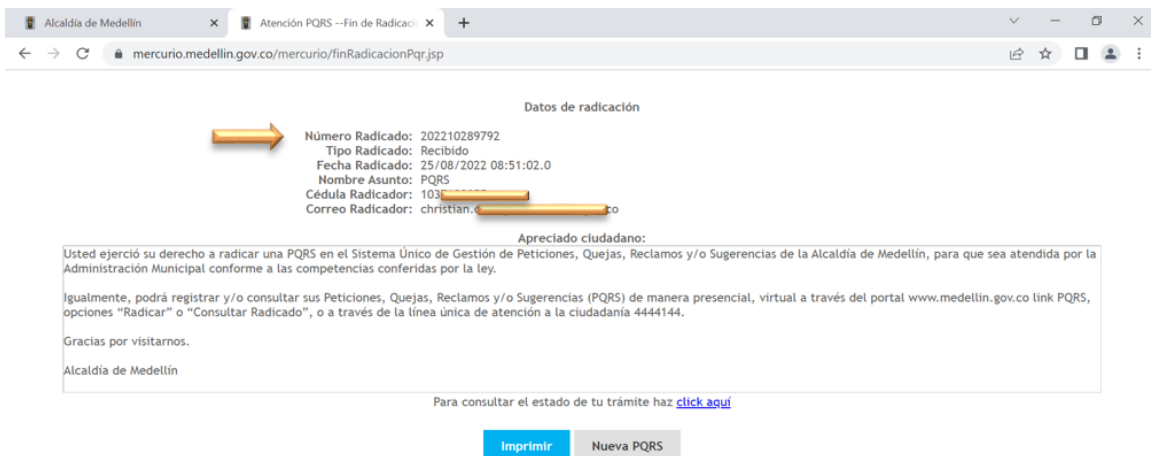 Alcaldía de Medellín
Atención PQRS --Fin de Radicaci
mercurio.medellin.gov.co/mercurio/finRadicacionPqr.jsp
Datos de radicación
Número Radicado: 202210289792
Tipo Radicado: Recibido
Fecha Radicado: 25/08/2022 08:51:02.0
Nombre Asunto: PQRS
Cédula Radicador: 103
Correo Radicador: christian. co
Apreciado ciudadano:
Usted ejerció su derecho a radicar una PQRS en el Sistema Único de Gestión de Peticiones, Quejas, Reclamos y/o Sugerencias de la Alcaldía de Medellín, para que sea atendida por la
Administración Municipal conforme a las competencias conferidas por la ley.
Igualmente, podrá registrar y/o consultar sus Peticiones, Quejas, Reclamos y/o Sugerencias (PQRS) de manera presencial, virtual a través del portal www.medellin.gov.co link PQRS,
opciones “Radicar” o “Consultar Radicado”, o a través de la línea única de atención a la ciudadanía 4444144.
Gracias por visitarnos.
Alcaldía de Medellín
Para consultar el estado de tu trámite haz click aquí
Imprimir
Nueva PQRS